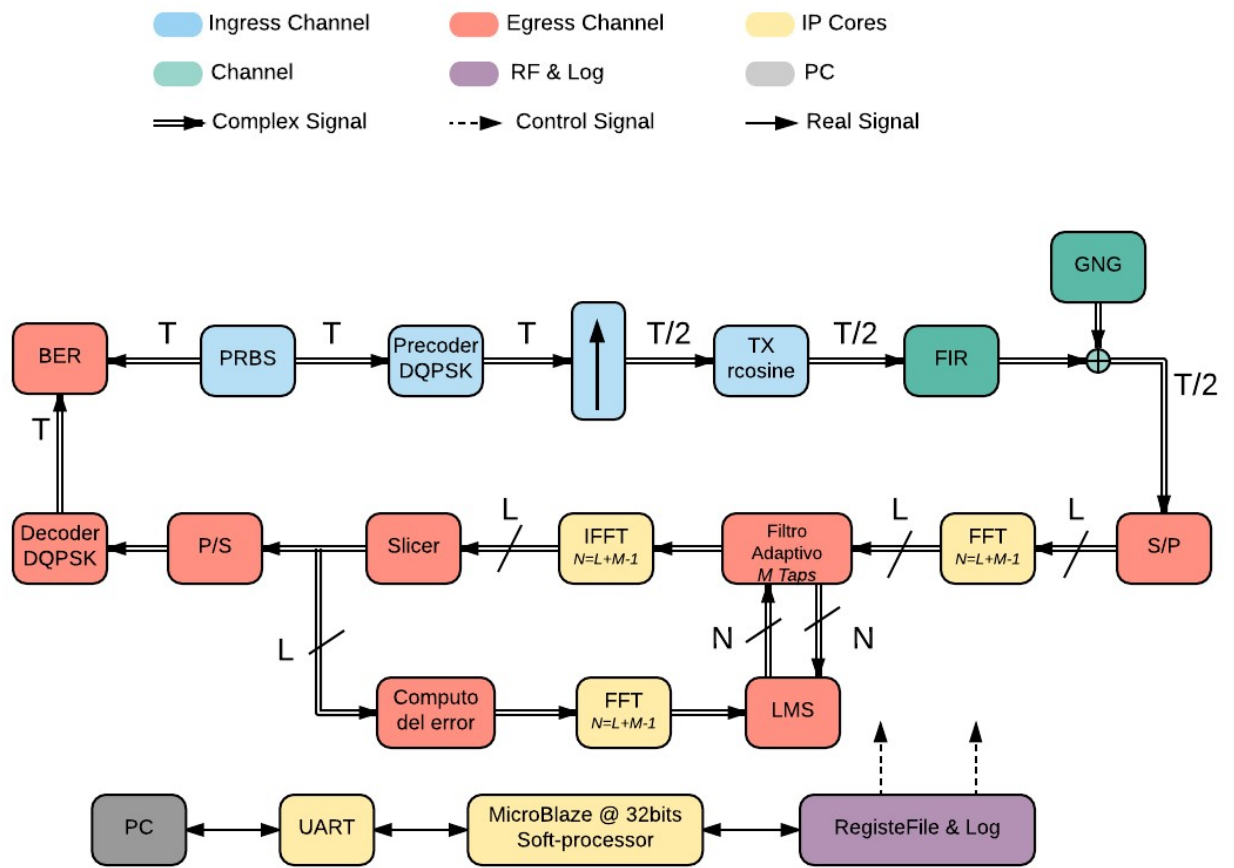 Ingress Channel
Egress Channel
IP Cores
Channel
RF & Log
PC
Complex Signal
Control Signal
Real Signal
GNG
BER
T
PRBS
T
Precoder
DQPSK
T
T/2
TX
rcosine
T/2
FIR
T/2
T
Decoder
DQPSK
P/S
Slicer
L
IFFT
N=L+M-1
Filtro
Adaptivo
M Taps
L
FFT
N=L+M-1
L
S/P
L
N
N
Computo
del error
FFT
N=L+M-1
LMS
PC
UART
MicroBlaze @ 32bits
Soft-processor
RegisteFile & Log